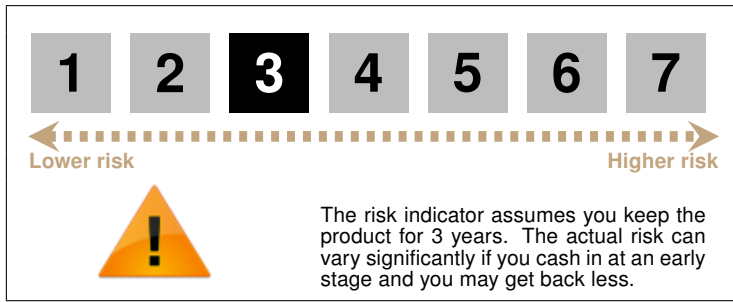 1 2 3 4 5 6 7
Lower risk Higher risk
!
The risk indicator assumes you keep the
product for 3 years. The actual risk can
vary significantly if you cash in at an early
stage and you may get back less.